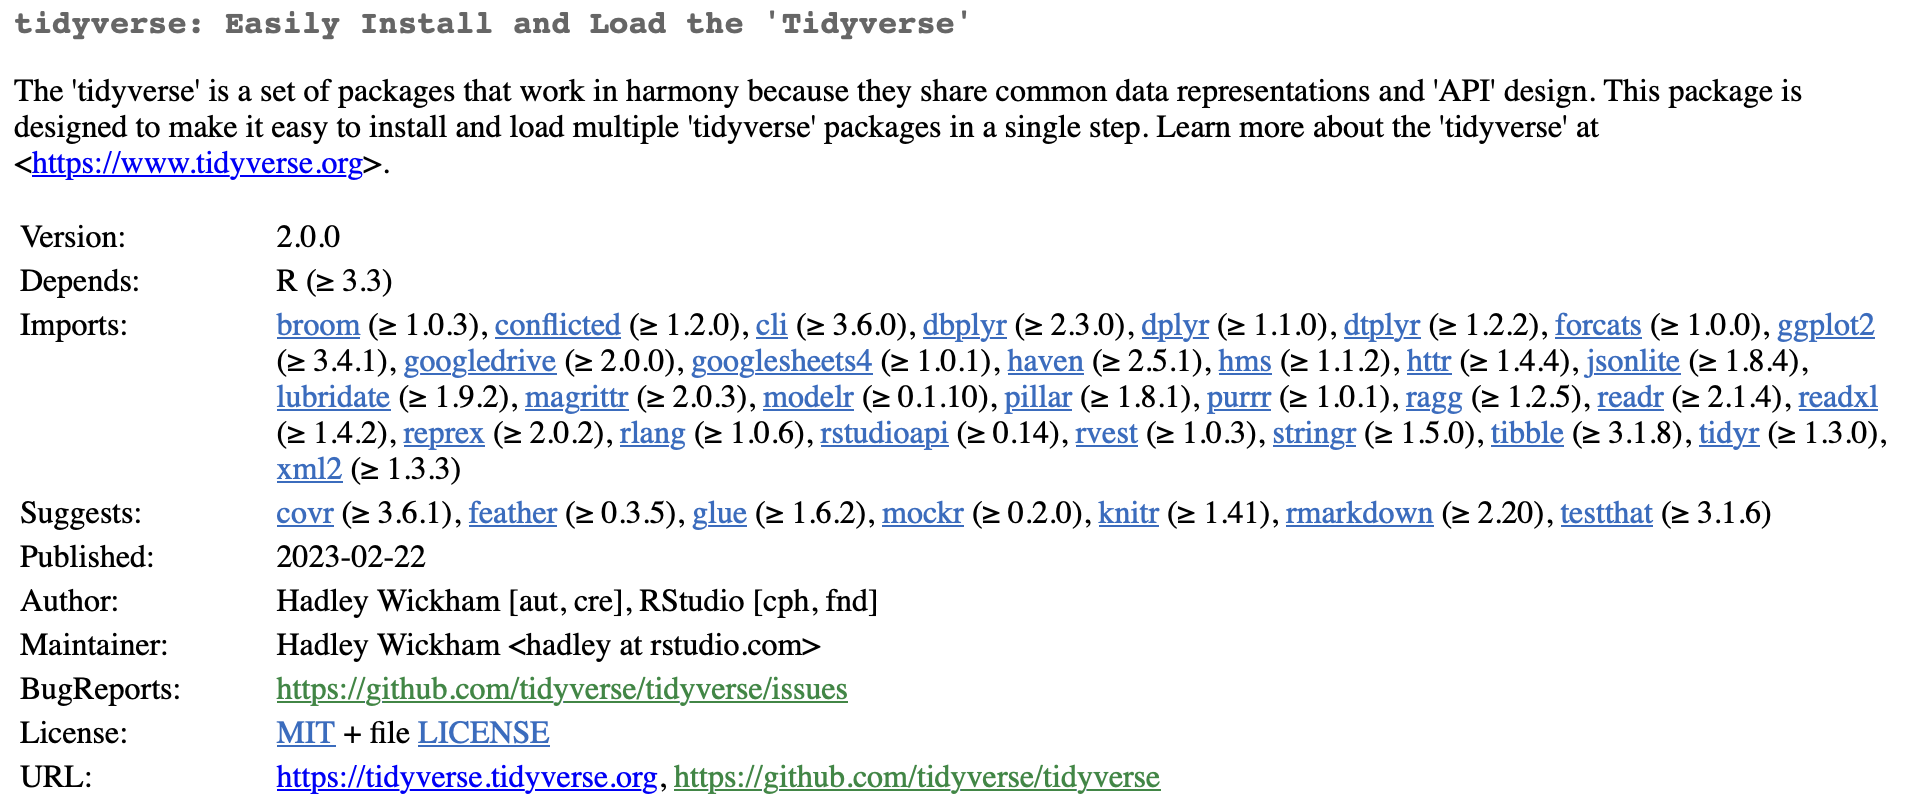 tidyverse: Easily Install and Load the 'Tidyverse'
The 'tidyverse' is a set of packages that work in harmony because they share common data representations and 'API' design. This package is
designed to make it easy to install and load multiple 'tidyverse' packages in a single step. Learn more about the 'tidyverse' at
<https://www.tidyverse.org>.
Version: 2.0.0
Depends: R (≥ 3.3)
Imports: broom (≥ 1.0.3), conflicted (≥ 1.2.0), cli (≥ 3.6.0), dbplyr (≥ 2.3.0), dplyr (≥ 1.1.0), dtplyr (≥ 1.2.2), forcats (≥ 1.0.0), ggplot2
(≥ 3.4.1), googledrive (≥ 2.0.0), googlesheets4 (≥ 1.0.1), haven (≥ 2.5.1), hms (≥ 1.1.2), httr (≥ 1.4.4), jsonlite (≥ 1.8.4),
lubridate (≥ 1.9.2), magrittr (≥ 2.0.3), modelr (≥ 0.1.10), pillar (≥ 1.8.1), purrr (≥ 1.0.1), ragg (≥ 1.2.5), readr (≥ 2.1.4), readxl
(≥ 1.4.2), reprex (≥ 2.0.2), rlang (≥ 1.0.6), rstudioapi (≥ 0.14), rvest (≥ 1.0.3), stringr (≥ 1.5.0), tibble (≥ 3.1.8), tidyr (≥ 1.3.0),
xml2 (≥ 1.3.3)
Suggests: covr (≥ 3.6.1), feather (≥ 0.3.5), glue (≥ 1.6.2), mockr (≥ 0.2.0), knitr (≥ 1.41), rmarkdown (≥ 2.20), testthat (≥ 3.1.6)
Published: 2023-02-22
Author: Hadley Wickham [aut, cre], RStudio [cph, fnd]
Maintainer: Hadley Wickham <hadley at rstudio.com>
BugReports: https://github.com/tidyverse/tidyverse/issues
License: MIT + file LICENSE
URL: https://tidyverse.tidyverse.org, https://github.com/tidyverse/tidyverse